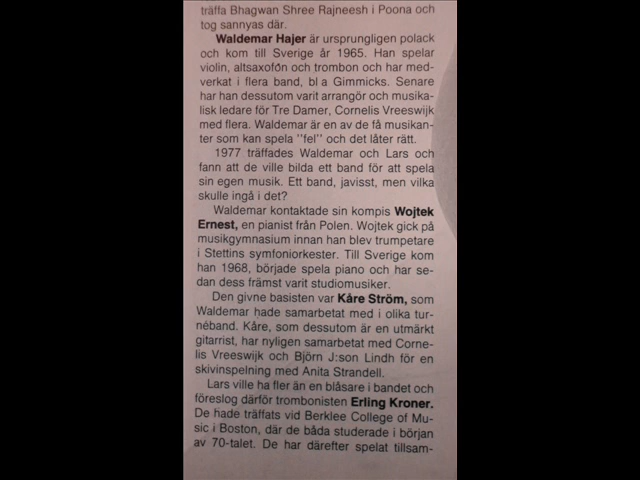 träffa Bhagwan Shree Rajneesh i Poona och
tog sannyas där.
Waldemar Hajer är ursprungligen polack
och kom till Sverige år 1965. Han spelar
violin, altsaxofón och trombon och har med-
verkat i flera band, bl a Gimmicks. Senare
har han dessutom varit arrangör och musika-
lisk ledare för Tre Damer, Cornelis Vreeswijk
med flera. Waldemar är en av de få musikan-
ter som kan spela "fel" och det låter rätt.
1977 träffades Waldemar och Lars och
fann att de ville bilda ett band för att spela
sin egen musik. Ett band, javisst, men vilka
skulle ingå i det?
Waldemar kontaktade sin kompis Wojtek
Ernest, en pianist från Polen. Wojtek gick på
musikgymnasium innan han blev trumpetare
i Stettins symfoniorkester. Till Sverige kom
han 1968, började spela piano och har se-
dan dess främst varit studiomusiker.
Den givne basisten var Kåre Ström, som
Waldemar hade samarbetat med i olika tur-
néband. Kåre, som dessutom är en utmärkt
gitarrist, har nyligen samarbetat med Corne-
lis Vreeswijk och Björn J:son Lindh för en
skivinspelning med Anita Strandell.
Lars ville ha fler än en blåsare i bandet och
föreslog därför trombonisten Erling Kroner.
De hade träffats vid Berklee College of Mu-
sic i Boston, där de båda studerade i början
av 70-talet. De har därefter spelat tillsam-